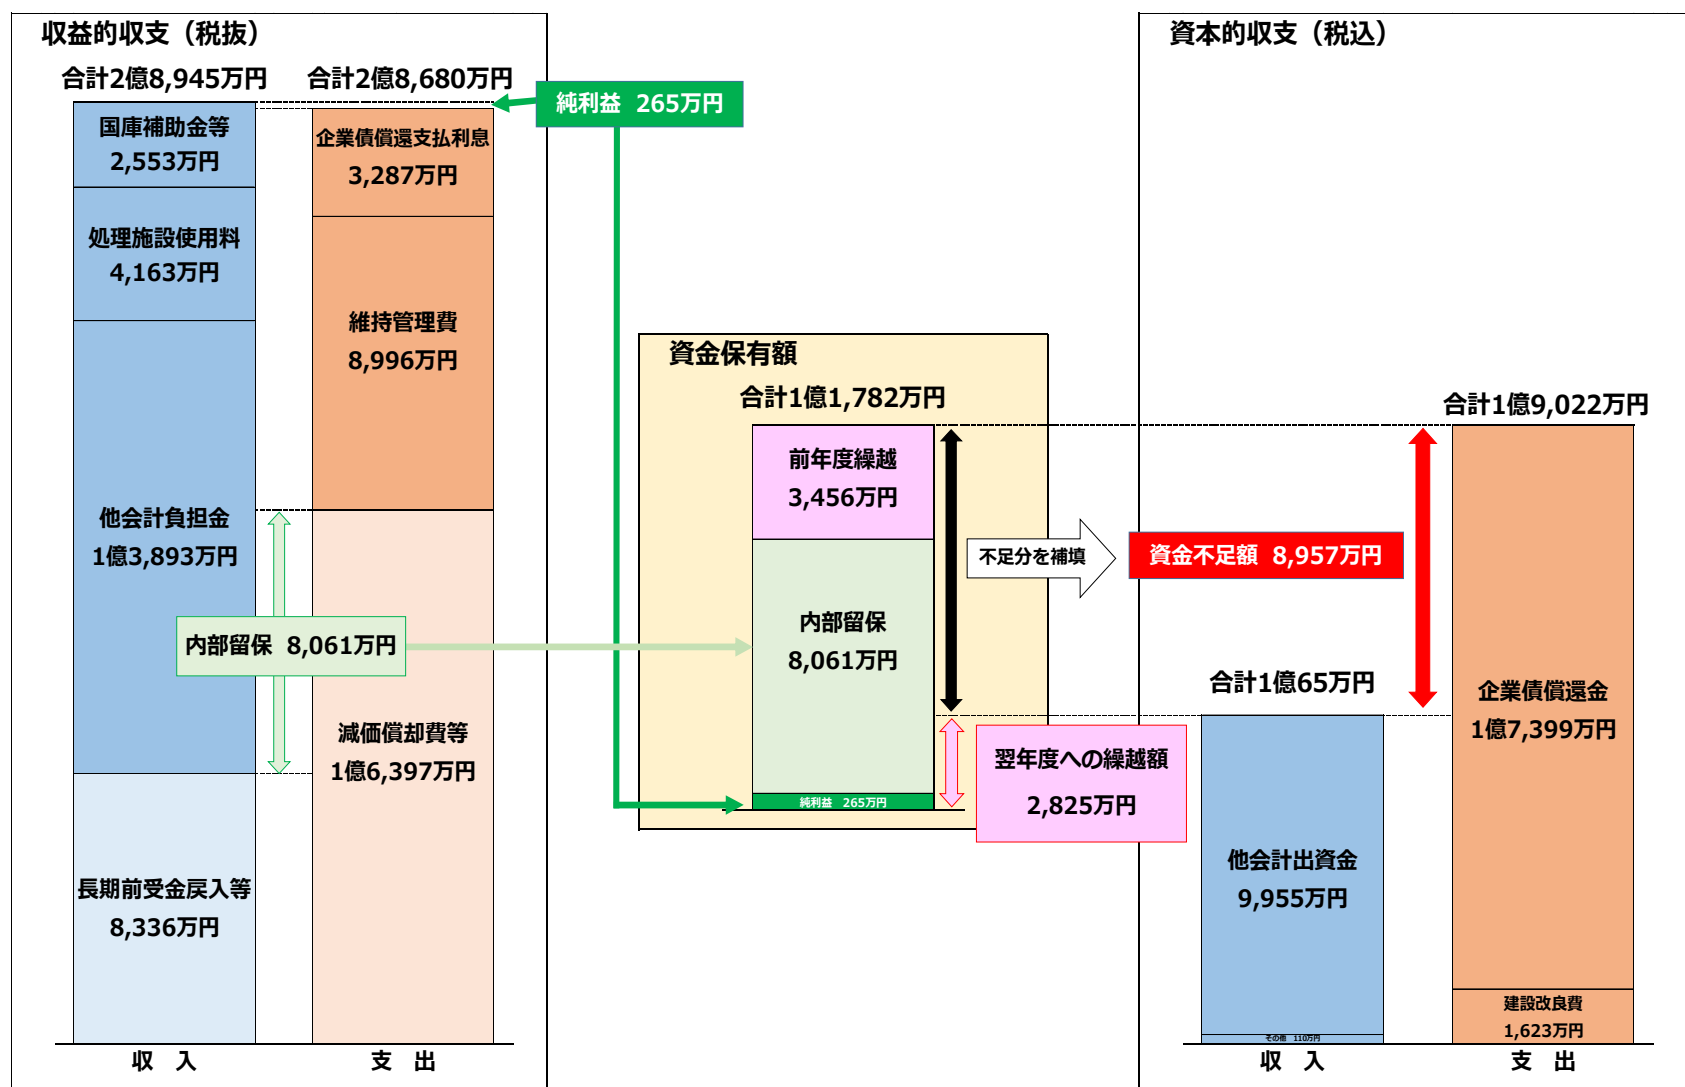 収益的収支（税抜）
合計2億8,945万円
合計2億8,680万円
純利益 265万円
国庫補助金等
2,553万円
企業債償還支払利息
3,287万円
処理施設使用料
4,163万円
維持管理費
8,996万円
他会計負担金
1億3,893万円
内部留保 8,061万円
減価償却費等
1億6,397万円
長期前受金戻入等
8,336万円
収 入
支 出
資金保有額
合計1億1,782万円
前年度繰越
3,456万円
内部留保
8,061万円
純利益 265万円
不足分を補填
翌年度への繰越額
2,825万円
資本的収支（税込）
合計1億9,022万円
資金不足額 8,957万円
合計1億65万円
企業債償還金
1億7,399万円
他会計出資金
9,955万円
その他 110万円
建設改良費
1,623万円
収 入
支 出